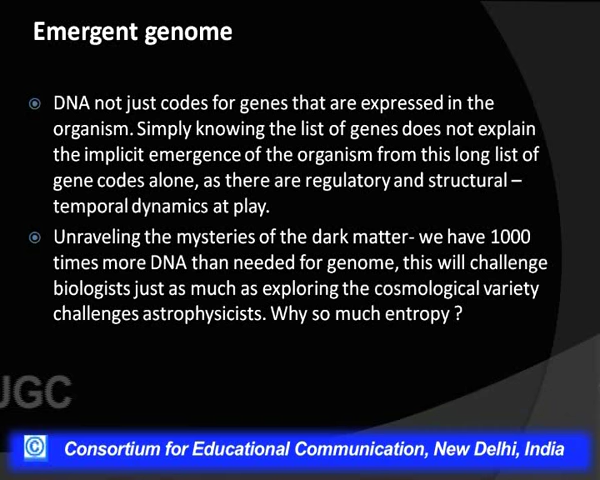 Emergent genome
DNA not just codes for genes that are expressed in the
organism. Simply knowing the list of genes does not explain
the implicit emergence of the organism from this long list of
gene codes alone, as there are regulatory and structural –
temporal dynamics at play.
Unraveling the mysteries of the dark matter- we have 1000
times more DNA than needed for genome, this will challenge
biologists just as much as exploring the cosmological variety
challenges astrophysicists. Why so much entropy ?
UGC
© Consortium for Educational Communication, New Delhi, India